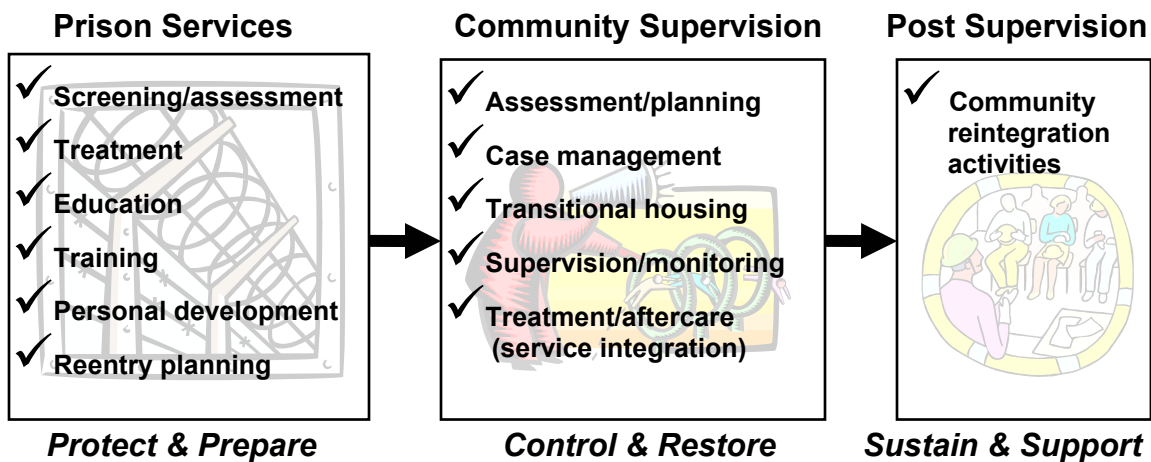 Prison Services
Screening/assessment
Treatment
Education
Training
Personal development
Reentry planning
Protect & Prepare
Community Supervision
Assessment/planning
Case management
Transitional housing
Supervision/monitoring
Treatment/aftercare
(service integration)
Control & Restore
Post Supervision
Community
reintegration
activities
Sustain & Support